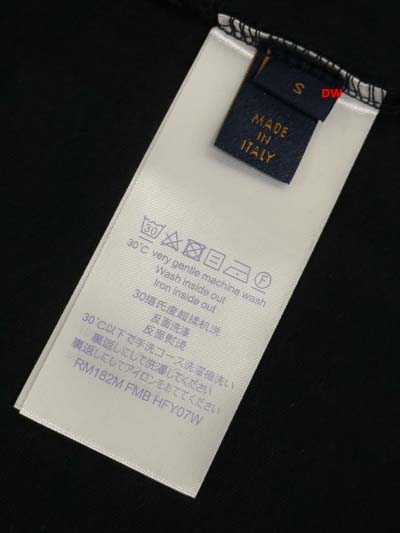 S
DW
MADE
IN
ITALY
30
F
30°C very gentle machine wash
Wash inside out
Iron inside out
30摄氏度超柔机洗
反面洗涤
反面熨烫
30℃以下で手洗コース洗濯機洗い
裏返しにして洗濯してください
裏返しにしてアイロンをあててください
RM182M FMB HFY07W